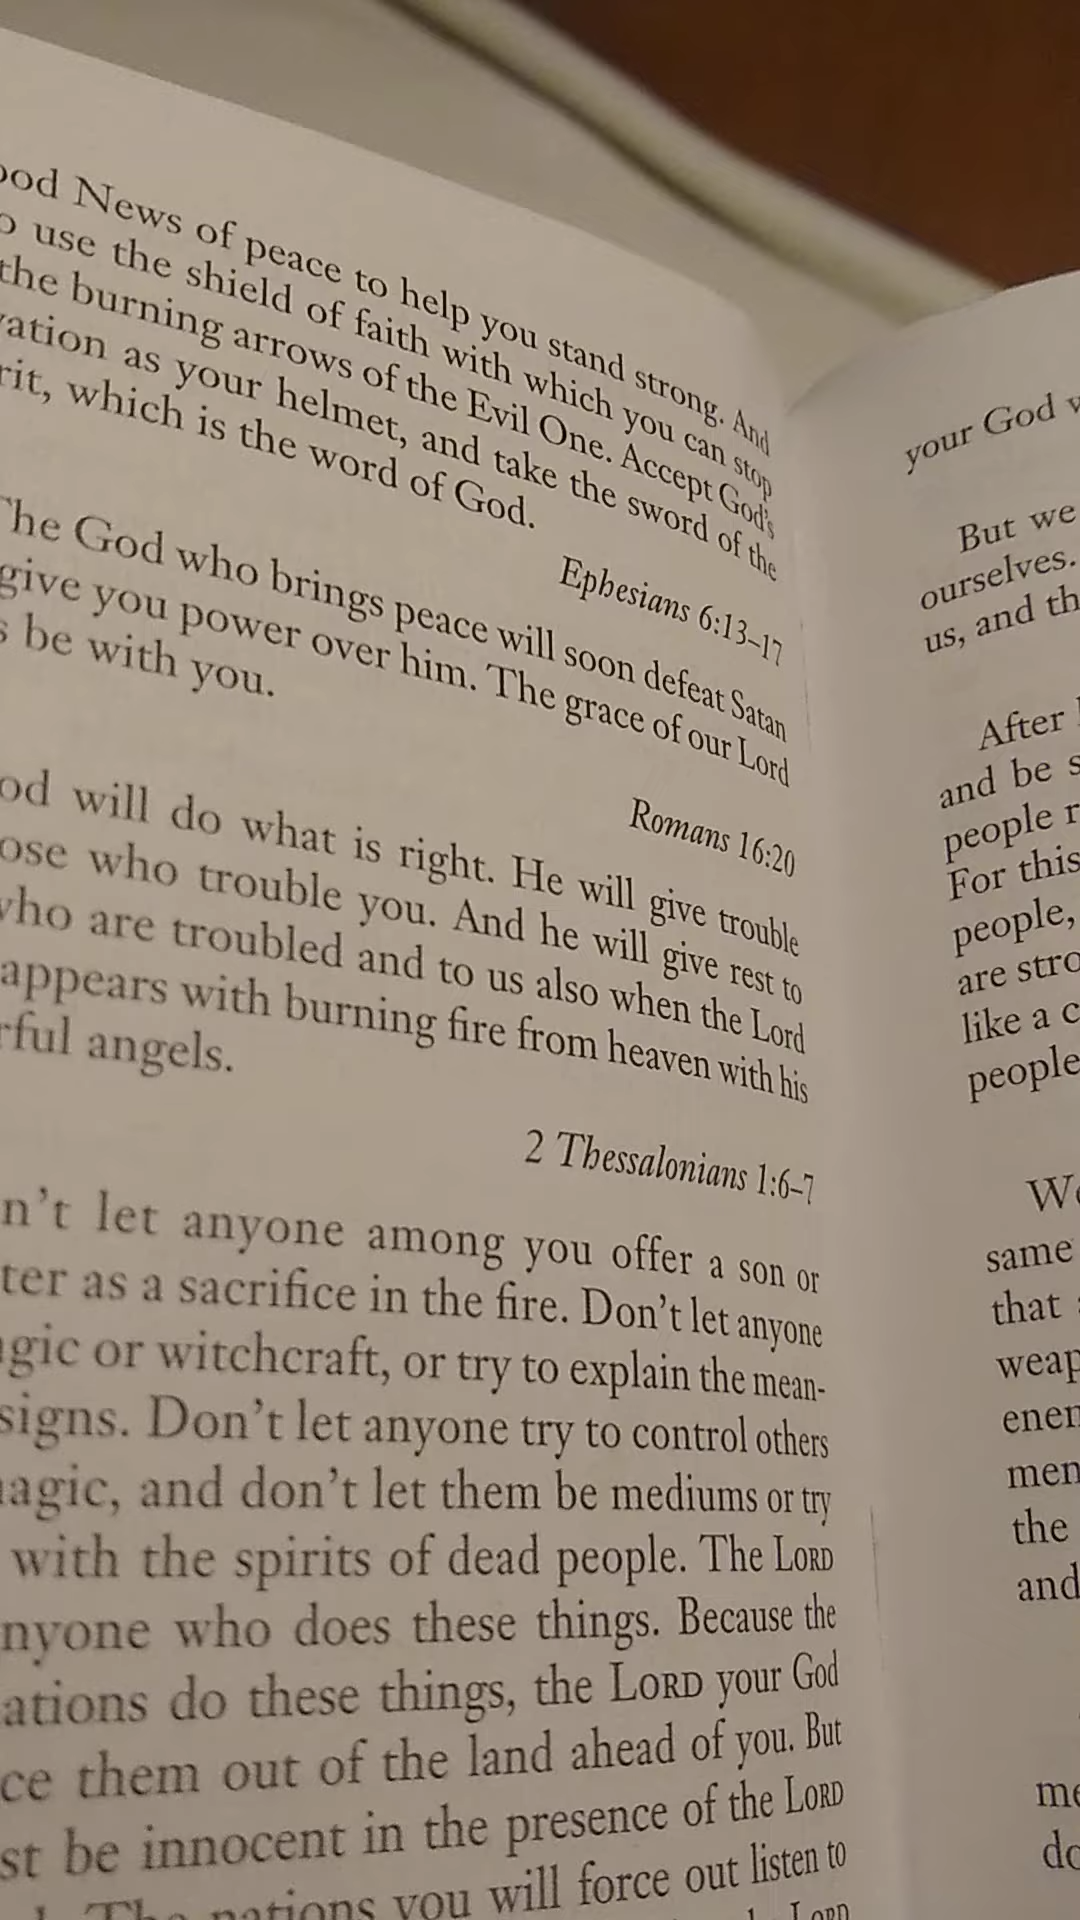 ood News of peace to help you stand strong. And
o use the shield of faith with which you can stop
the burning arrows of the Evil One. Accept God's
vation as your helmet, and take the sword of the
rit, which is the word of God.
Ephesians 6:13–17
The God who brings peace will soon defeat Satan
give you power over him. The grace of our Lord
s be with you.
Romans 16:20
od will do what is right. He will give trouble
ose who trouble you. And he will give rest to
who are troubled and to us also when the Lord
appears with burning fire from heaven with his
rful angels.
2 Thessalonians 1:6–7
n't let anyone among you offer a son or
ter as a sacrifice in the fire. Don't let anyone
agic or witchcraft, or try to explain the mean-
signs. Don't let anyone try to control others
magic, and don't let them be mediums or try
with the spirits of dead people. The LORD
nyone who does these things. Because the
ations do these things, the LORD your God
ce them out of the land ahead of you. But
st be innocent in the presence of the LORD
The nations you will force out listen to
LORD
your God w
But we
ourselves.
us, and th
After
and be s
people r
For this
people,
are stro
like a c
people
We
same
that
weap
enem
men
the
and
me
do